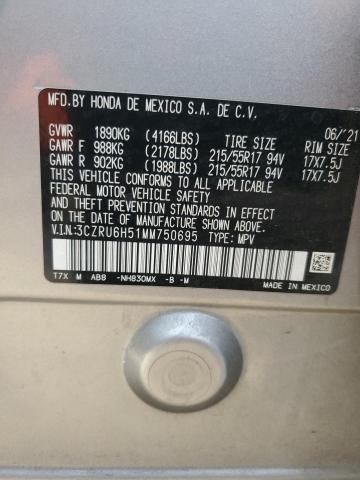 MFD.BY HONDA DE MEXICO S.A. DE C.V.
06/'21
GVWR 1890KG (4166LBS) TIRE SIZE RIM SIZE
GAWR F 988KG (2178LBS) 215/55R17 94V 17X7.5J
GAWR R 902KG (1988LBS) 215/55R17 94V 17X7.5J
THIS VEHICLE CONFORMS TO ALL APPLICABLE
FEDERAL MOTOR VEHICLE SAFETY STANDARDS IN EFFECT
ON THE DATE OF MANUFACTURE SHOWN ABOVE.
V.I.N.:3CZRU6H51MM750695 TYPE: MPV
T7X M AB8 -NH830MX -B -M MADE IN MEXICO